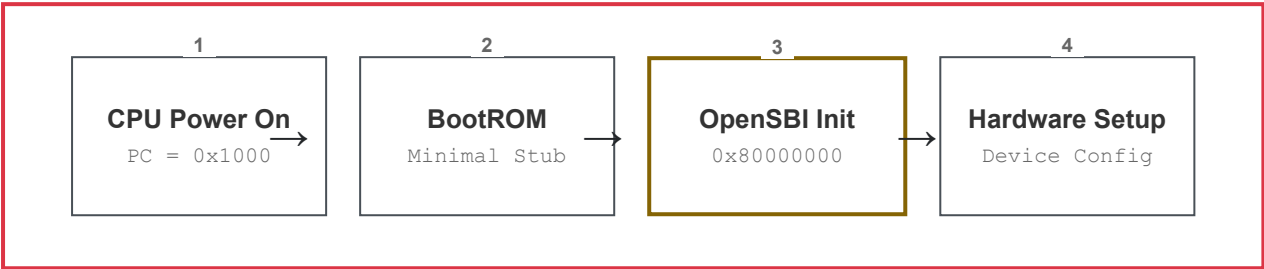 1
CPU Power On
PC = 0x1000
→
2
BootROM
Minimal Stub
→
3
OpenSBI Init
0x80000000
→
4
Hardware Setup
Device Config